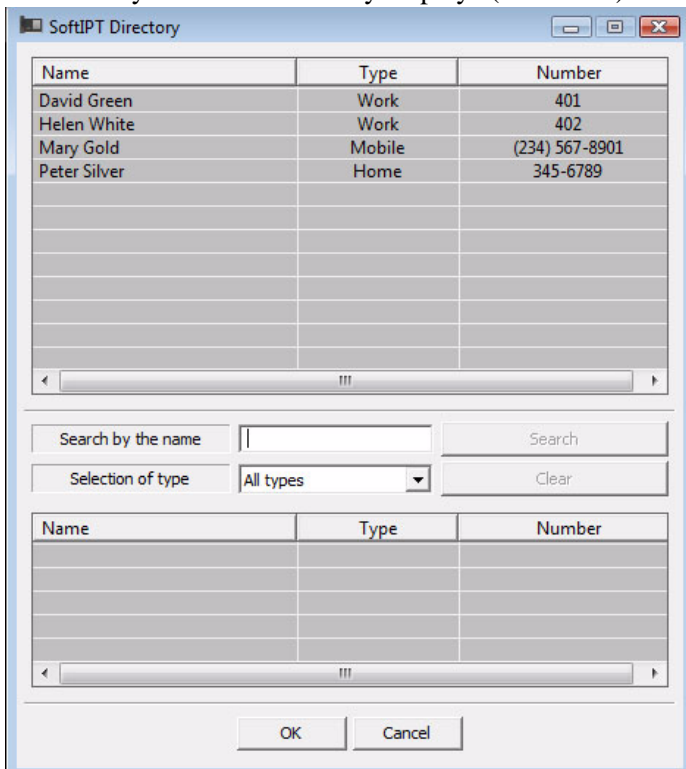 SoftIPT Directory
Name Type Number
David Green Work 401
Helen White Work 402
Mary Gold Mobile (234) 567-8901
Peter Silver Home 345-6789
Search by the name Search
Selection of type All types Clear
Name Type Number
OK Cancel